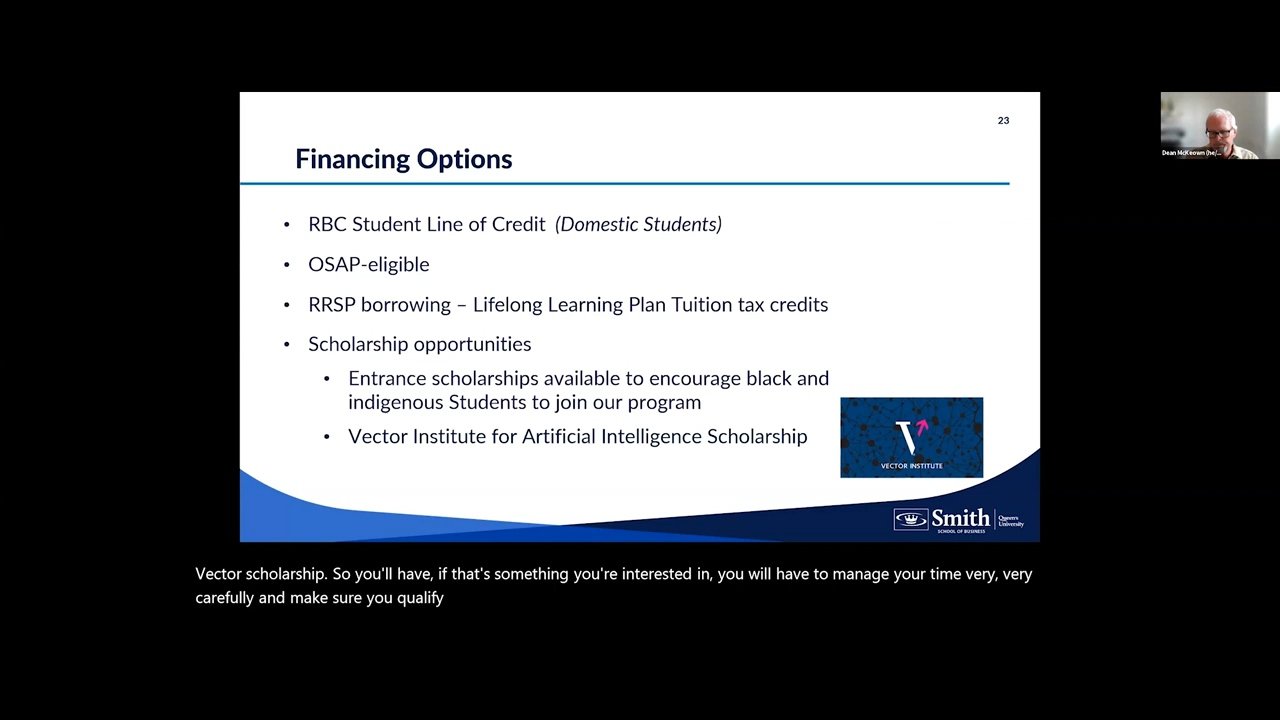 23
Financing Options
• RBC Student Line of Credit (Domestic Students)
• OSAP-eligible
• RRSP borrowing – Lifelong Learning Plan Tuition tax credits
• Scholarship opportunities
• Entrance scholarships available to encourage black and
indigenous Students to join our program
• Vector Institute for Artificial Intelligence Scholarship
VECTOR INSTITUTE
Smith
SCHOOL OF BUSINESS
Queen's
University
Dean McKeown (he/...
Vector scholarship. So you'll have, if that's something you're interested in, you will have to manage your time very, very
carefully and make sure you qualify